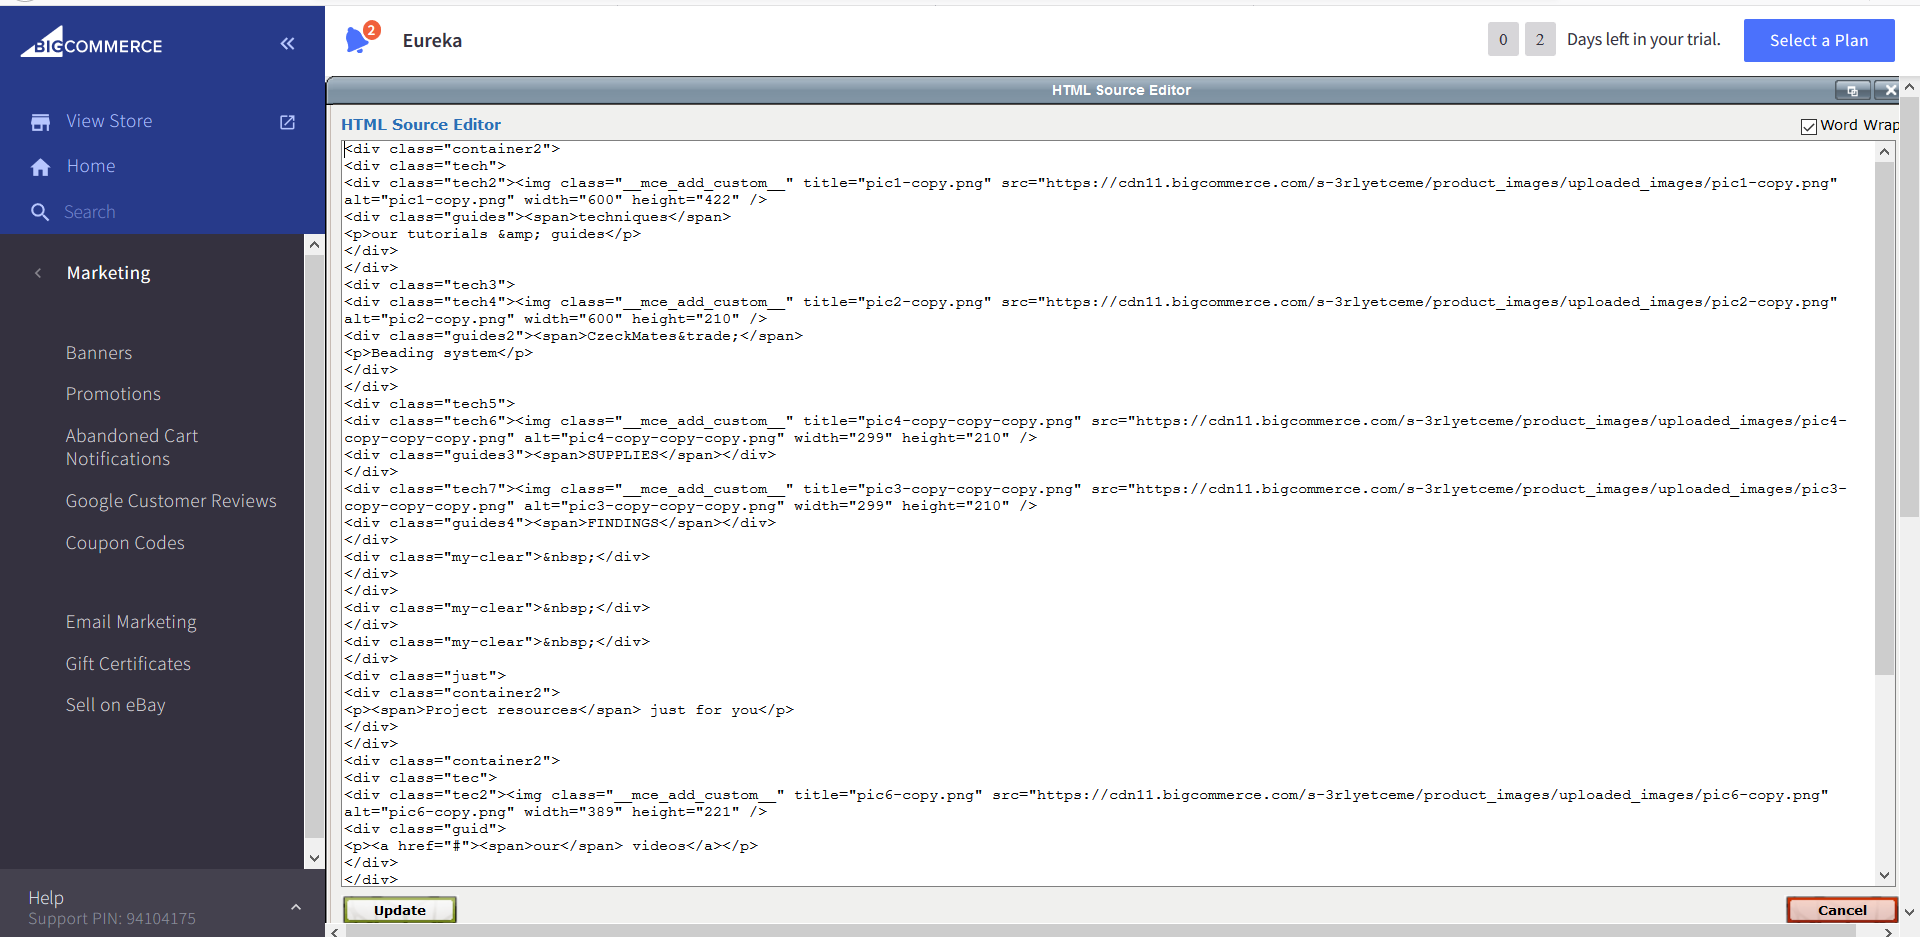 BIGCOMMERCE
View Store
Home
Search
Marketing
Banners
Promotions
Abandoned Cart
Notifications
Google Customer Reviews
Coupon Codes
Email Marketing
Gift Certificates
Sell on eBay
Help
Support PIN: 94104175
2
Eureka
0 2 Days left in your trial.
Select a Plan
HTML Source Editor
HTML Source Editor
Word Wrap
<div class="container2">
<div class="tech">
<div class="tech2"><img class="__mce_add_custom__" title="pic1-copy.png" src="https://cdn11.bigcommerce.com/s-3rlyetceme/product_images/uploaded_images/pic1-copy.png"
alt="pic1-copy.png" width="600" height="422" />
<div class="guides"><span>techniques</span>
<p>our tutorials &amp; guides</p>
</div>
</div>
<div class="tech3">
<div class="tech4"><img class="__mce_add_custom__" title="pic2-copy.png" src="https://cdn11.bigcommerce.com/s-3rlyetceme/product_images/uploaded_images/pic2-copy.png"
alt="pic2-copy.png" width="600" height="210" />
<div class="guides2"><span>CzeckMates&trade;</span>
<p>Beading system</p>
</div>
</div>
<div class="tech5">
<div class="tech6"><img class="__mce_add_custom__" title="pic4-copy-copy-copy.png" src="https://cdn11.bigcommerce.com/s-3rlyetceme/product_images/uploaded_images/pic4-
copy-copy-copy.png" alt="pic4-copy-copy-copy.png" width="299" height="210" />
<div class="guides3"><span>SUPPLIES</span></div>
</div>
<div class="tech7"><img class="__mce_add_custom__" title="pic3-copy-copy-copy.png" src="https://cdn11.bigcommerce.com/s-3rlyetceme/product_images/uploaded_images/pic3-
copy-copy-copy.png" alt="pic3-copy-copy-copy.png" width="299" height="210" />
<div class="guides4"><span>FINDINGS</span></div>
</div>
<div class="my-clear">&nbsp;</div>
</div>
</div>
<div class="my-clear">&nbsp;</div>
</div>
<div class="my-clear">&nbsp;</div>
</div>
<div class="just">
<div class="container2">
<p><span>Project resources</span> just for you</p>
</div>
</div>
<div class="container2">
<div class="tec">
<div class="tec2"><img class="__mce_add_custom__" title="pic6-copy.png" src="https://cdn11.bigcommerce.com/s-3rlyetceme/product_images/uploaded_images/pic6-copy.png"
alt="pic6-copy.png" width="389" height="221" />
<div class="guid">
<p><a href="#"><span>our</span> videos</a></p>
</div>
</div>
Update
Cancel